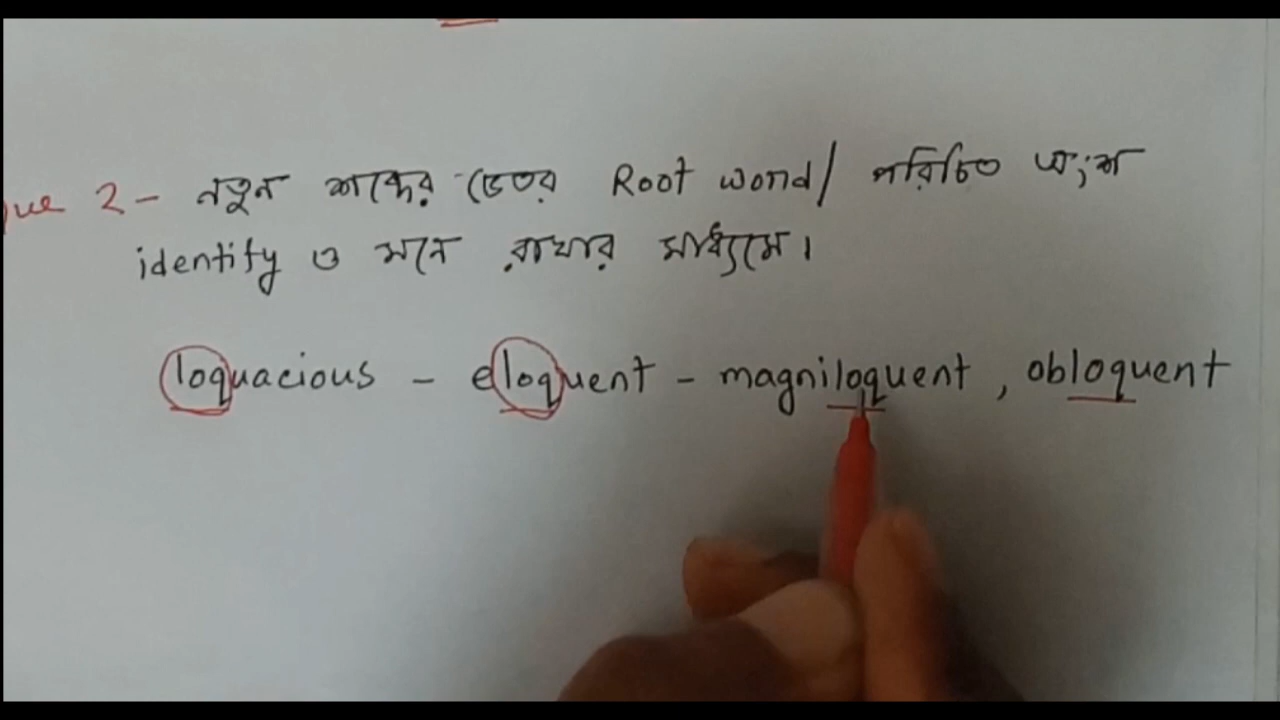 que 2 - নতুন শব্দের ভেতর Root word/ পরিচিত অংশ
identify ও মনে রাখার মাধ্যমে।
loquacious - eloquent - magniloquent , obloquent